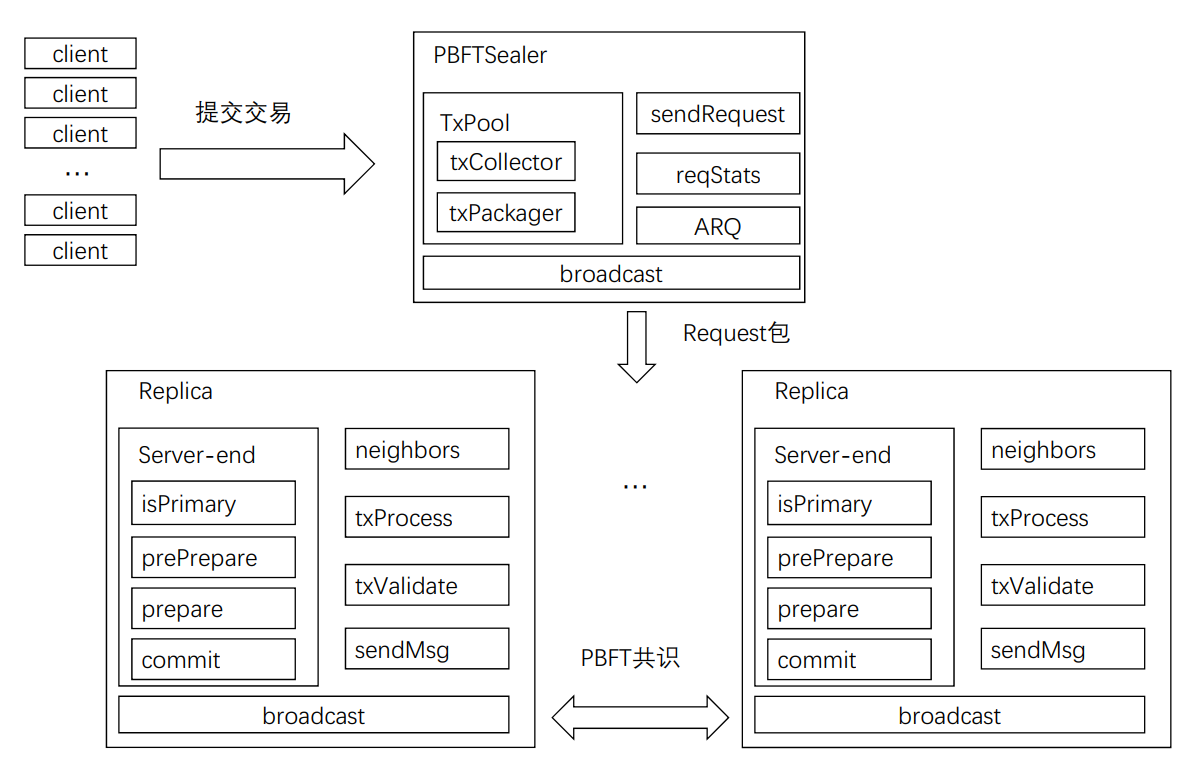 client
client
client
...
client
client
提交交易
PBFTSealer
TxPool
txCollector
txPackager
sendRequest
reqStats
ARQ
broadcast
Request包
Replica
Server-end
isPrimary
prePrepare
prepare
commit
neighbors
txProcess
txValidate
sendMsg
broadcast
...
PBFT共识
Replica
Server-end
isPrimary
prePrepare
prepare
commit
neighbors
txProcess
txValidate
sendMsg
broadcast